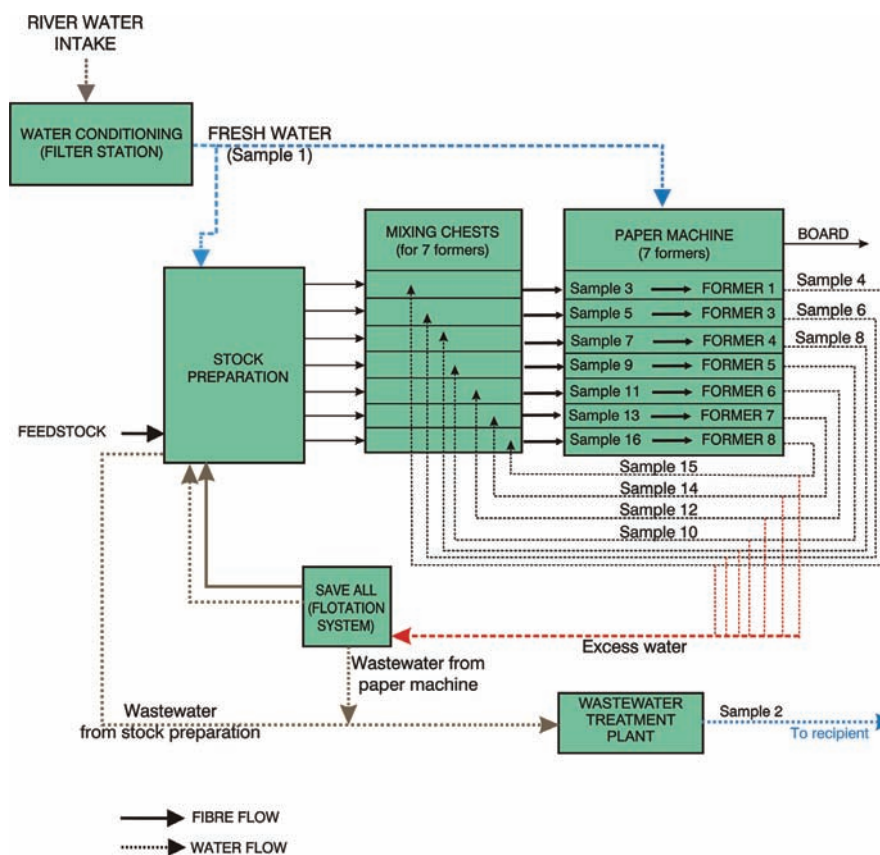 RIVER WATER
INTAKE
WATER CONDITIONING
(FILTER STATION)
FRESH WATER
(Sample 1)
MIXING CHESTS
(for 7 formers)
PAPER MACHINE
(7 formers)
BOARD
STOCK
PREPARATION
FEEDSTOCK
Sample 3
FORMER 1
Sample 4
Sample 5
FORMER 3
Sample 6
Sample 7
FORMER 4
Sample 8
Sample 9
FORMER 5
Sample 11
FORMER 6
Sample 13
FORMER 7
Sample 16
FORMER 8
Sample 15
Sample 14
Sample 12
Sample 10
SAVE ALL
(FLOTATION
SYSTEM)
Excess water
Wastewater from
paper machine
Wastewater
from stock preparation
WASTEWATER
TREATMENT
PLANT
Sample 2
To recipient
FIBRE FLOW
WATER FLOW